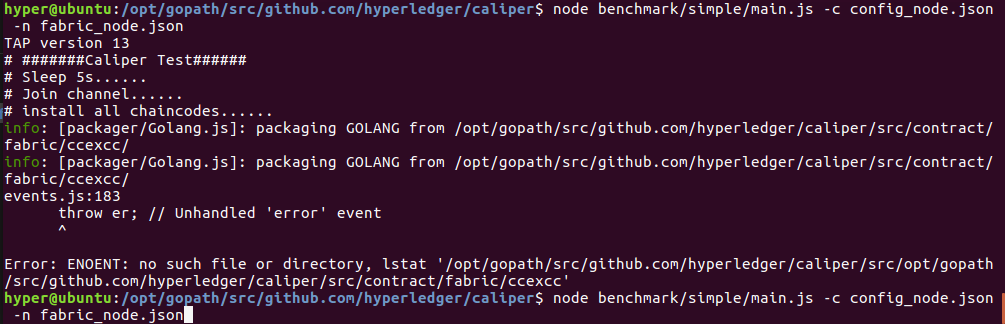 hyper@ubuntu:/opt/gopath/src/github.com/hyperledger/caliper$ node benchmark/simple/main.js -c config_node.json
 -n fabric_node.json
TAP version 13
# #######Caliper Test######
# Sleep 5s......
# Join channel......
# install all chaincodes......
info: [packager/Golang.js]: packaging GOLANG from /opt/gopath/src/github.com/hyperledger/caliper/src/contract/
fabric/ccexcc/
info: [packager/Golang.js]: packaging GOLANG from /opt/gopath/src/github.com/hyperledger/caliper/src/contract/
fabric/ccexcc/
events.js:183
      throw er; // Unhandled 'error' event
      ^
Error: ENOENT: no such file or directory, lstat '/opt/gopath/src/github.com/hyperledger/caliper/src/opt/gopath
/src/github.com/hyperledger/caliper/src/contract/fabric/ccexcc'
hyper@ubuntu:/opt/gopath/src/github.com/hyperledger/caliper$ node benchmark/simple/main.js -c config_node.json
 -n fabric_node.json